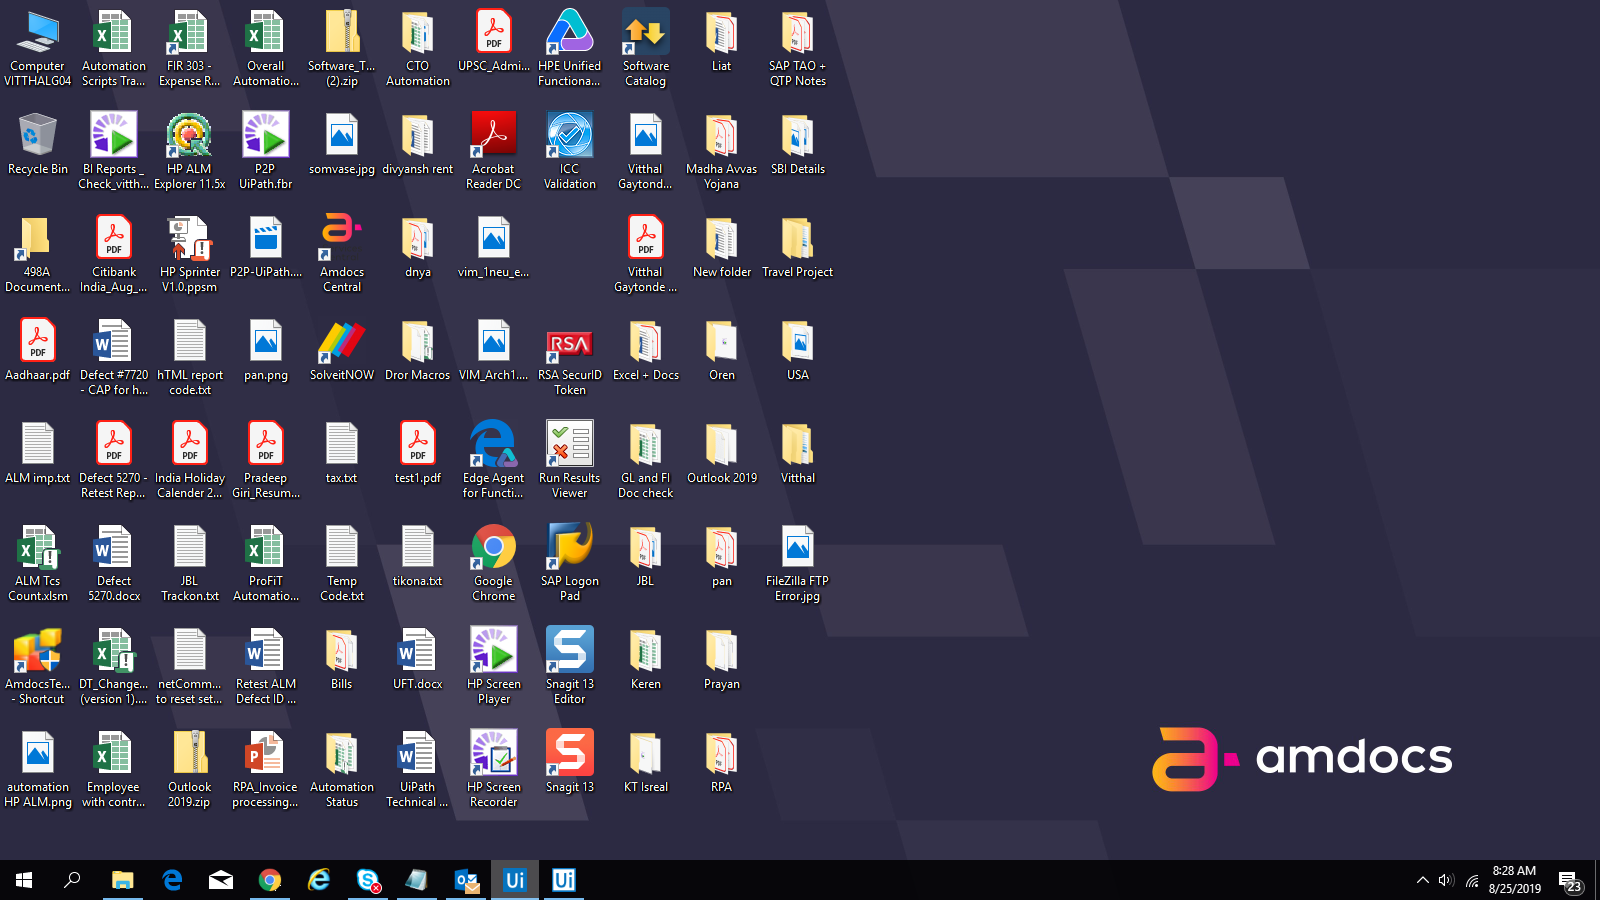 Computer
VITTHALG04
Automation
Scripts Tra...
FIR 303 -
Expense R...
Overall
Automatio...
Software_T...
(2).zip
CTO
Automation
UPSC_Admi...
HPE Unified
Functiona...
Software
Catalog
Liat
SAP TAO +
QTP Notes
Recycle Bin
BI Reports _
Check_vitth...
HP ALM
Explorer 11.5x
P2P
UiPath.fbr
somvase.jpg
divyansh rent
Acrobat
Reader DC
ICC
Validation
Vitthal
Gaytond...
Madha Avvas
Yojana
SBI Details
498A
Document...
PDF
Citibank
India_Aug_...
HP Sprinter
V1.0.ppsm
P2P-UiPath....
Amdocs
Central
dnya
vim_1neu_e...
PDF
Vitthal
Gaytonde ...
New folder
Travel Project
PDF
Aadhaar.pdf
Defect #7720
- CAP for h...
hTML report
code.txt
pan.png
SolveitNOW
Dror Macros
VIM_Arch1....
RSA
RSA SecurID
Token
Excel + Docs
Oren
USA
ALM imp.txt
PDF
Defect 5270 -
Retest Rep...
PDF
India Holiday
Calender 2...
PDF
Pradeep
Giri_Resum...
tax.txt
PDF
test1.pdf
Edge Agent
for Functi...
Run Results
Viewer
GL and FI
Doc check
Outlook 2019
Vitthal
ALM Tcs
Count.xlsm
Defect
5270.docx
JBL
Trackon.txt
ProFiT
Automatio...
Temp
Code.txt
tikona.txt
Google
Chrome
SAP Logon
Pad
JBL
pan
FileZilla FTP
Error.jpg
AmdocsTe...
- Shortcut
DT_Change...
(version 1)....
netComm...
to reset set...
Retest ALM
Defect ID ...
Bills
UFT.docx
HP Screen
Player
Snagit 13
Editor
Keren
Prayan
automation
HP ALM.png
Employee
with contr...
Outlook
2019.zip
RPA_Invoice
processing...
Automation
Status
UiPath
Technical ...
HP Screen
Recorder
Snagit 13
KT Isreal
RPA
amdocs
Ui
Ui
8:28 AM
8/25/2019
23